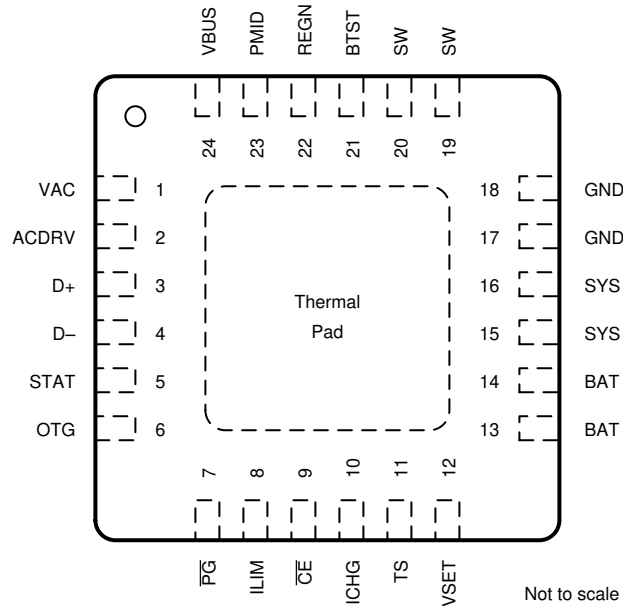 VBUS PMID REGN BTST SW SW
24 23 22 21 20 19
VAC 1 18 GND
ACDRV 2 17 GND
D+ 3 16 SYS
D– 4 15 SYS
STAT 5 14 BAT
OTG 6 13 BAT
Thermal
Pad
7 8 9 10 11 12
P̅G̅ ILIM C̅E̅ ICHG TS VSET
Not to scale